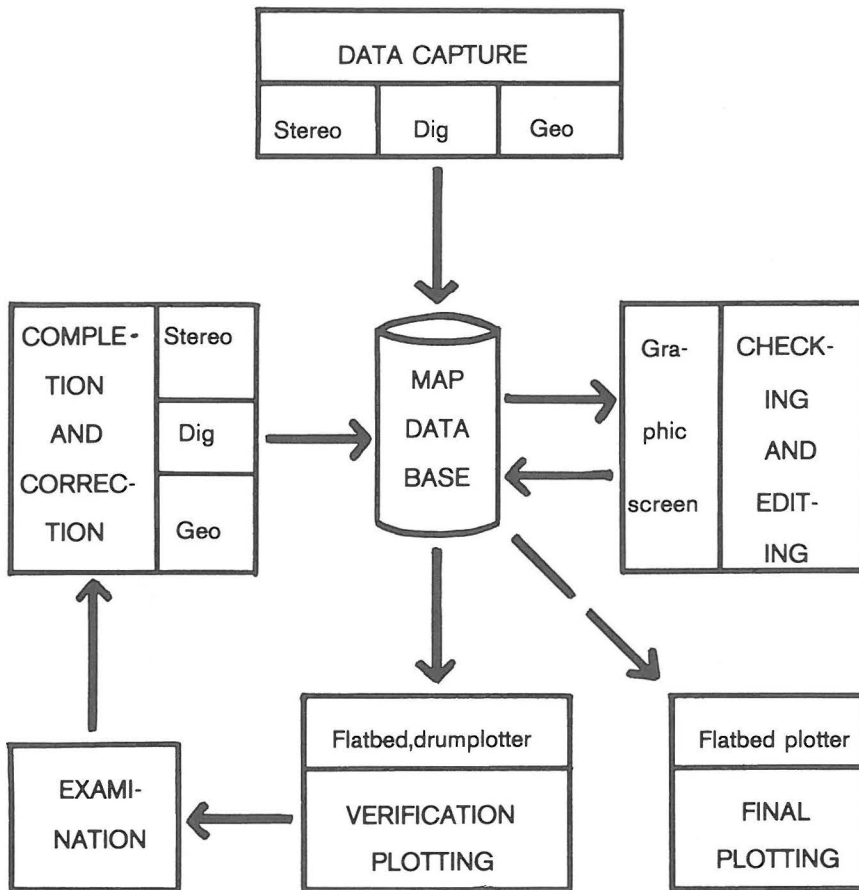 DATA CAPTURE
Stereo
Dig
Geo
COMPLE-
TION
AND
CORREC-
TION
Stereo
Dig
Geo
MAP
DATA
BASE
Gra-
phic
screen
CHECK-
ING
AND
EDIT-
ING
EXAMI-
NATION
Flatbed,drumplotter
VERIFICATION
PLOTTING
Flatbed plotter
FINAL
PLOTTING